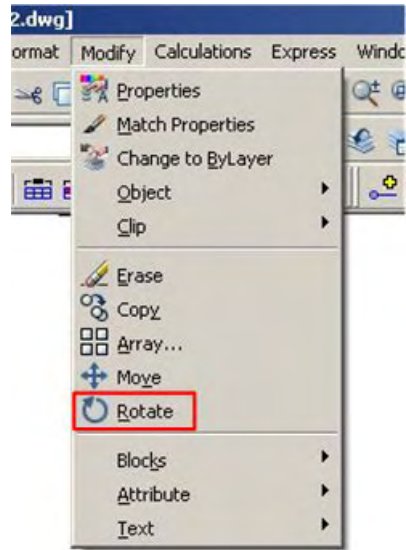 2.dwg]
ormat Modify Calculations Express Windo
Properties
Match Properties
Change to ByLayer
Object
Clip
Erase
Copy
Array...
Move
Rotate
Blocks
Attribute
Text